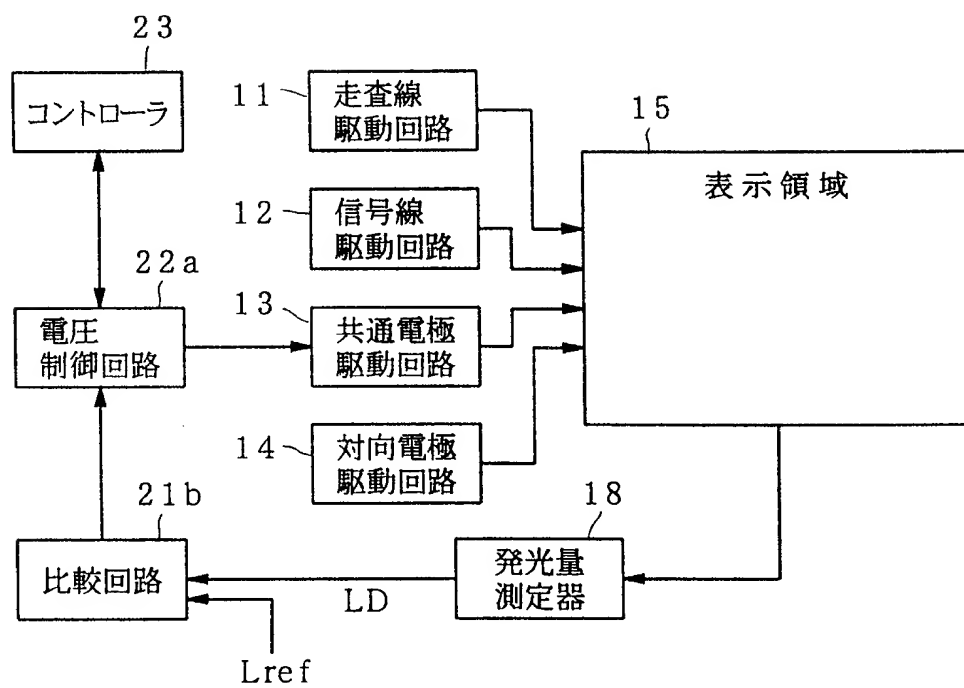 23
コントローラ
11
走査線
駆動回路
15
表示領域
12
信号線
駆動回路
22a
電圧
制御回路
13
共通電極
駆動回路
14
対向電極
駆動回路
21b
比較回路
18
発光量
測定器
LD
Lref